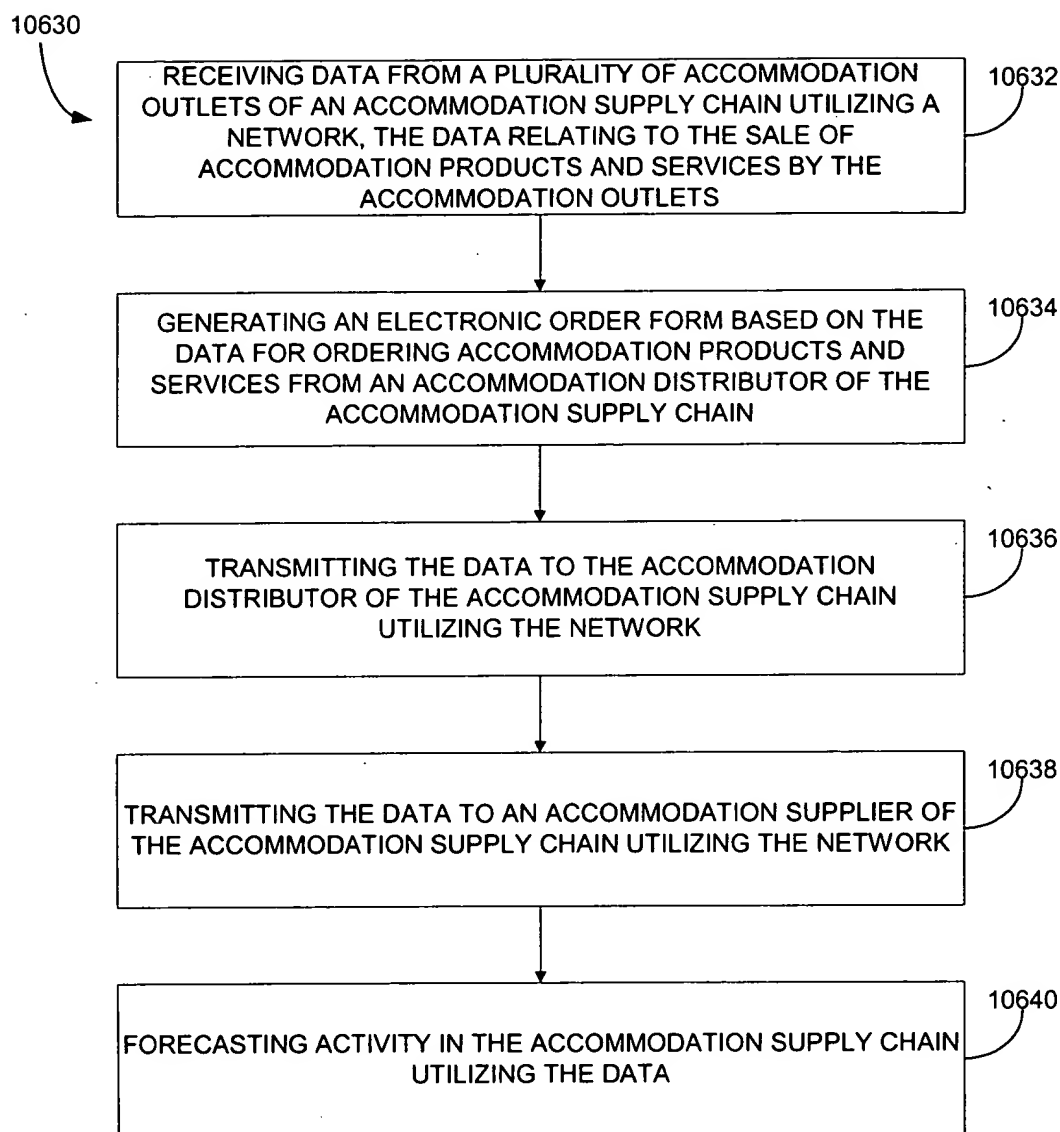 10630
RECEIVING DATA FROM A PLURALITY OF ACCOMMODATION
OUTLETS OF AN ACCOMMODATION SUPPLY CHAIN UTILIZING A
NETWORK, THE DATA RELATING TO THE SALE OF
ACCOMMODATION PRODUCTS AND SERVICES BY THE
ACCOMMODATION OUTLETS
10632
GENERATING AN ELECTRONIC ORDER FORM BASED ON THE
DATA FOR ORDERING ACCOMMODATION PRODUCTS AND
SERVICES FROM AN ACCOMMODATION DISTRIBUTOR OF THE
ACCOMMODATION SUPPLY CHAIN
10634
TRANSMITTING THE DATA TO THE ACCOMMODATION
DISTRIBUTOR OF THE ACCOMMODATION SUPPLY CHAIN
UTILIZING THE NETWORK
10636
TRANSMITTING THE DATA TO AN ACCOMMODATION SUPPLIER OF
THE ACCOMMODATION SUPPLY CHAIN UTILIZING THE NETWORK
10638
FORECASTING ACTIVITY IN THE ACCOMMODATION SUPPLY CHAIN
UTILIZING THE DATA
10640